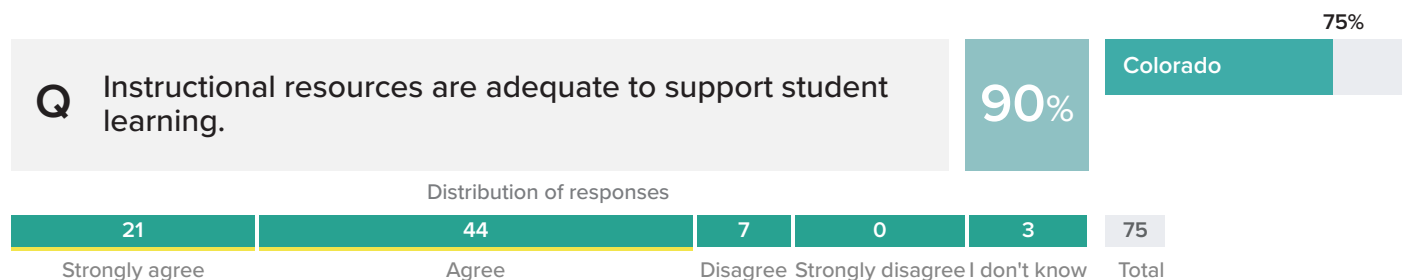 75%
Q Instructional resources are adequate to support student
learning.
90%
Colorado
Distribution of responses
21 44 7 0 3 75
Strongly agree Agree Disagree Strongly disagree I don't know Total